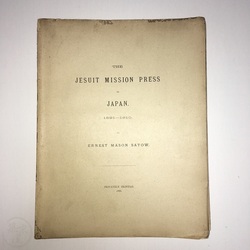 THE
JESUIT MISSION PRESS
IN
JAPAN.
ERNEST MASON SATOW.